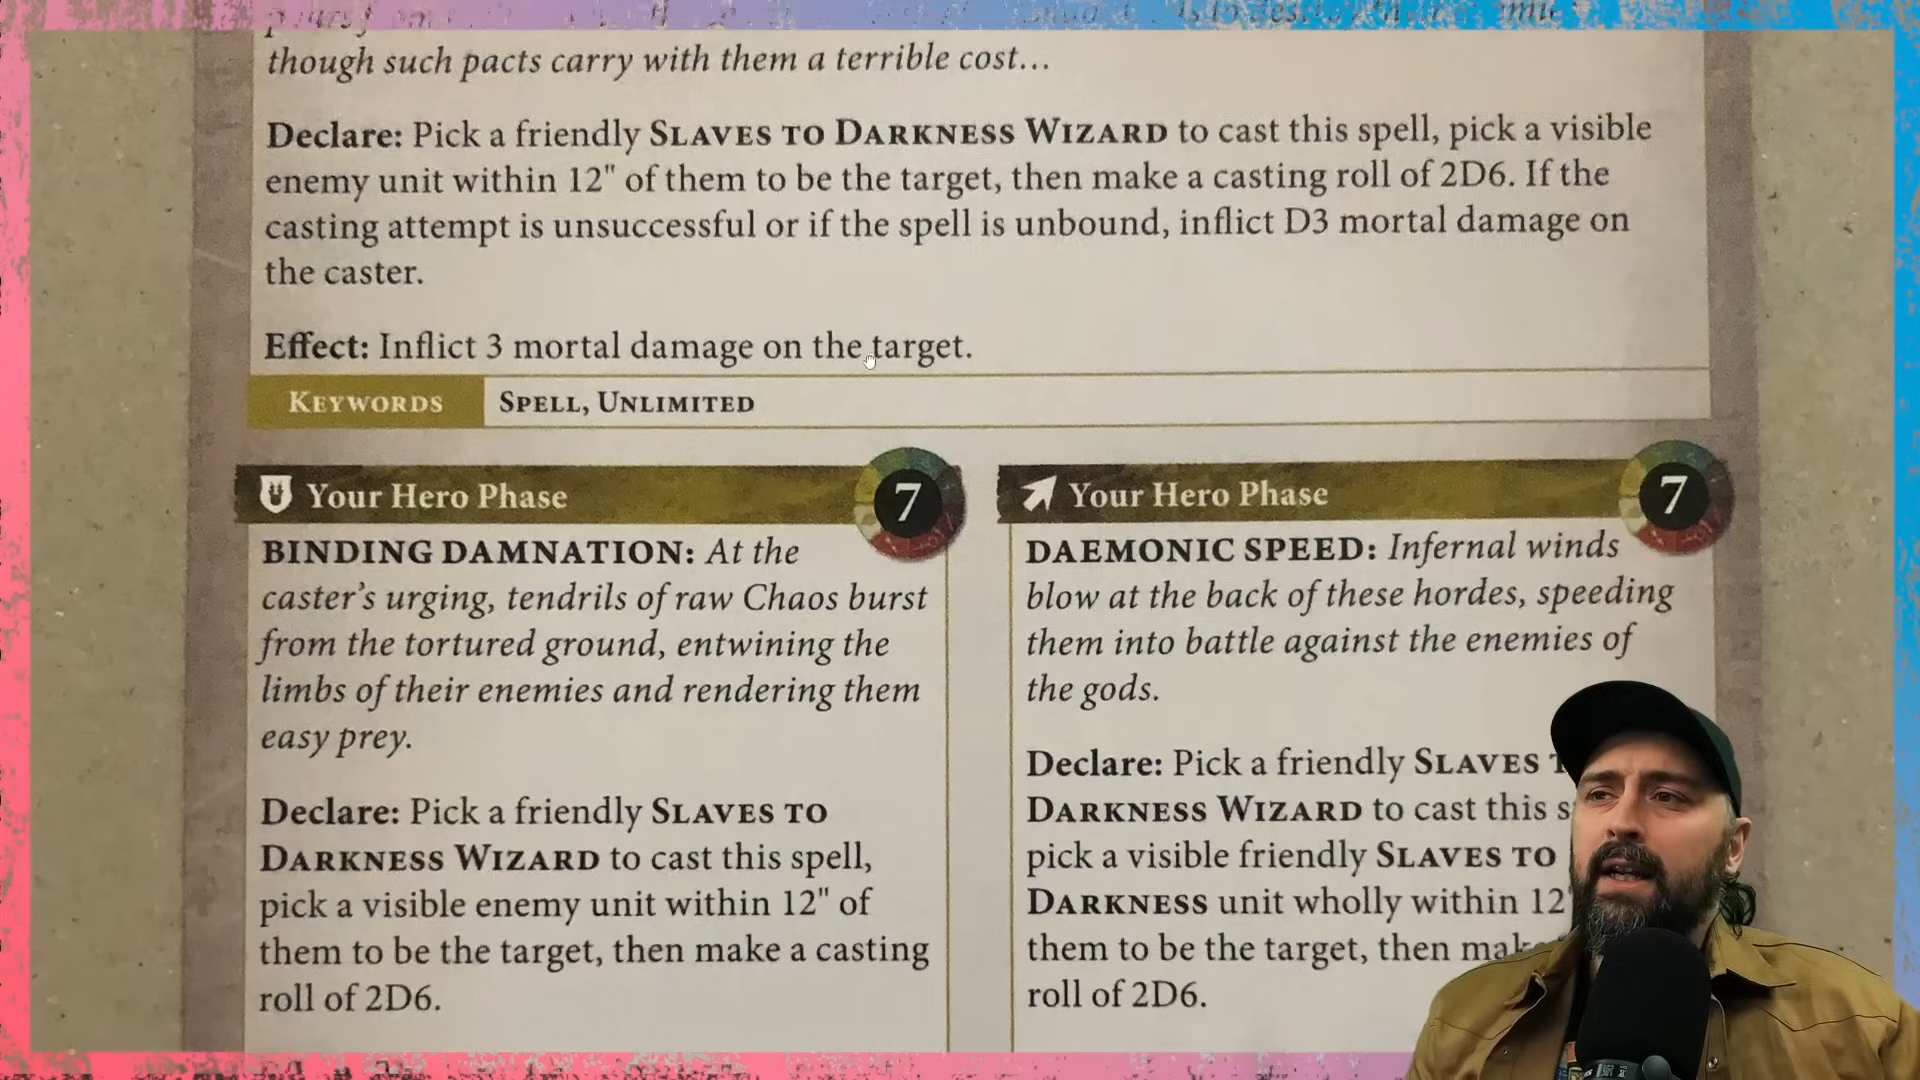 though such pacts carry with them a terrible cost...
Declare: Pick a friendly SLAVES TO DARKNESS WIZARD to cast this spell, pick a visible
enemy unit within 12" of them to be the target, then make a casting roll of 2D6. If the
casting attempt is unsuccessful or if the spell is unbound, inflict D3 mortal damage on
the caster.
Effect: Inflict 3 mortal damage on the target.
KEYWORDS SPELL, UNLIMITED
Your Hero Phase 7
BINDING DAMNATION: At the
caster's urging, tendrils of raw Chaos burst
from the tortured ground, entwining the
limbs of their enemies and rendering them
easy prey.
Declare: Pick a friendly SLAVES TO
DARKNESS WIZARD to cast this spell,
pick a visible enemy unit within 12" of
them to be the target, then make a casting
roll of 2D6.
Your Hero Phase 7
DAEMONIC SPEED: Infernal winds
blow at the back of these hordes, speeding
them into battle against the enemies of
the gods.
Declare: Pick a friendly SLAVES
DARKNESS WIZARD to cast this
pick a visible friendly SLAVES TO
DARKNESS unit wholly within 12"
them to be the target, then
roll of 2D6.